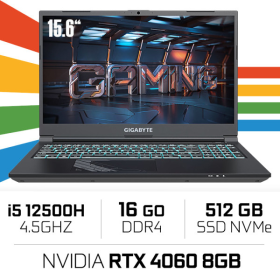 15.6"
GAMING
GIGABYTE
i5 12500H
4.5GHZ
16 GO
DDR4
512 GB
SSD NVMe
NVIDIA RTX 4060 8GB